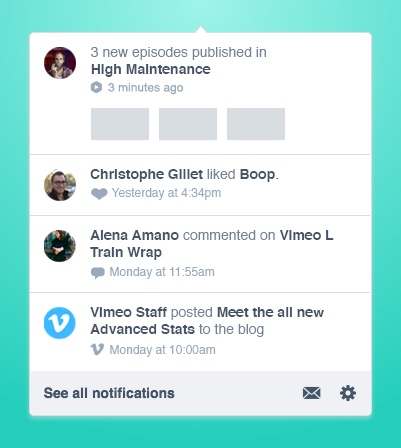 3 new episodes published in
High Maintenance
3 minutes ago
Christophe Gillet liked Boop.
Yesterday at 4:34pm
Alena Amano commented on Vimeo L
Train Wrap
Monday at 11:55am
Vimeo Staff posted Meet the all new
Advanced Stats to the blog
Monday at 10:00am
See all notifications